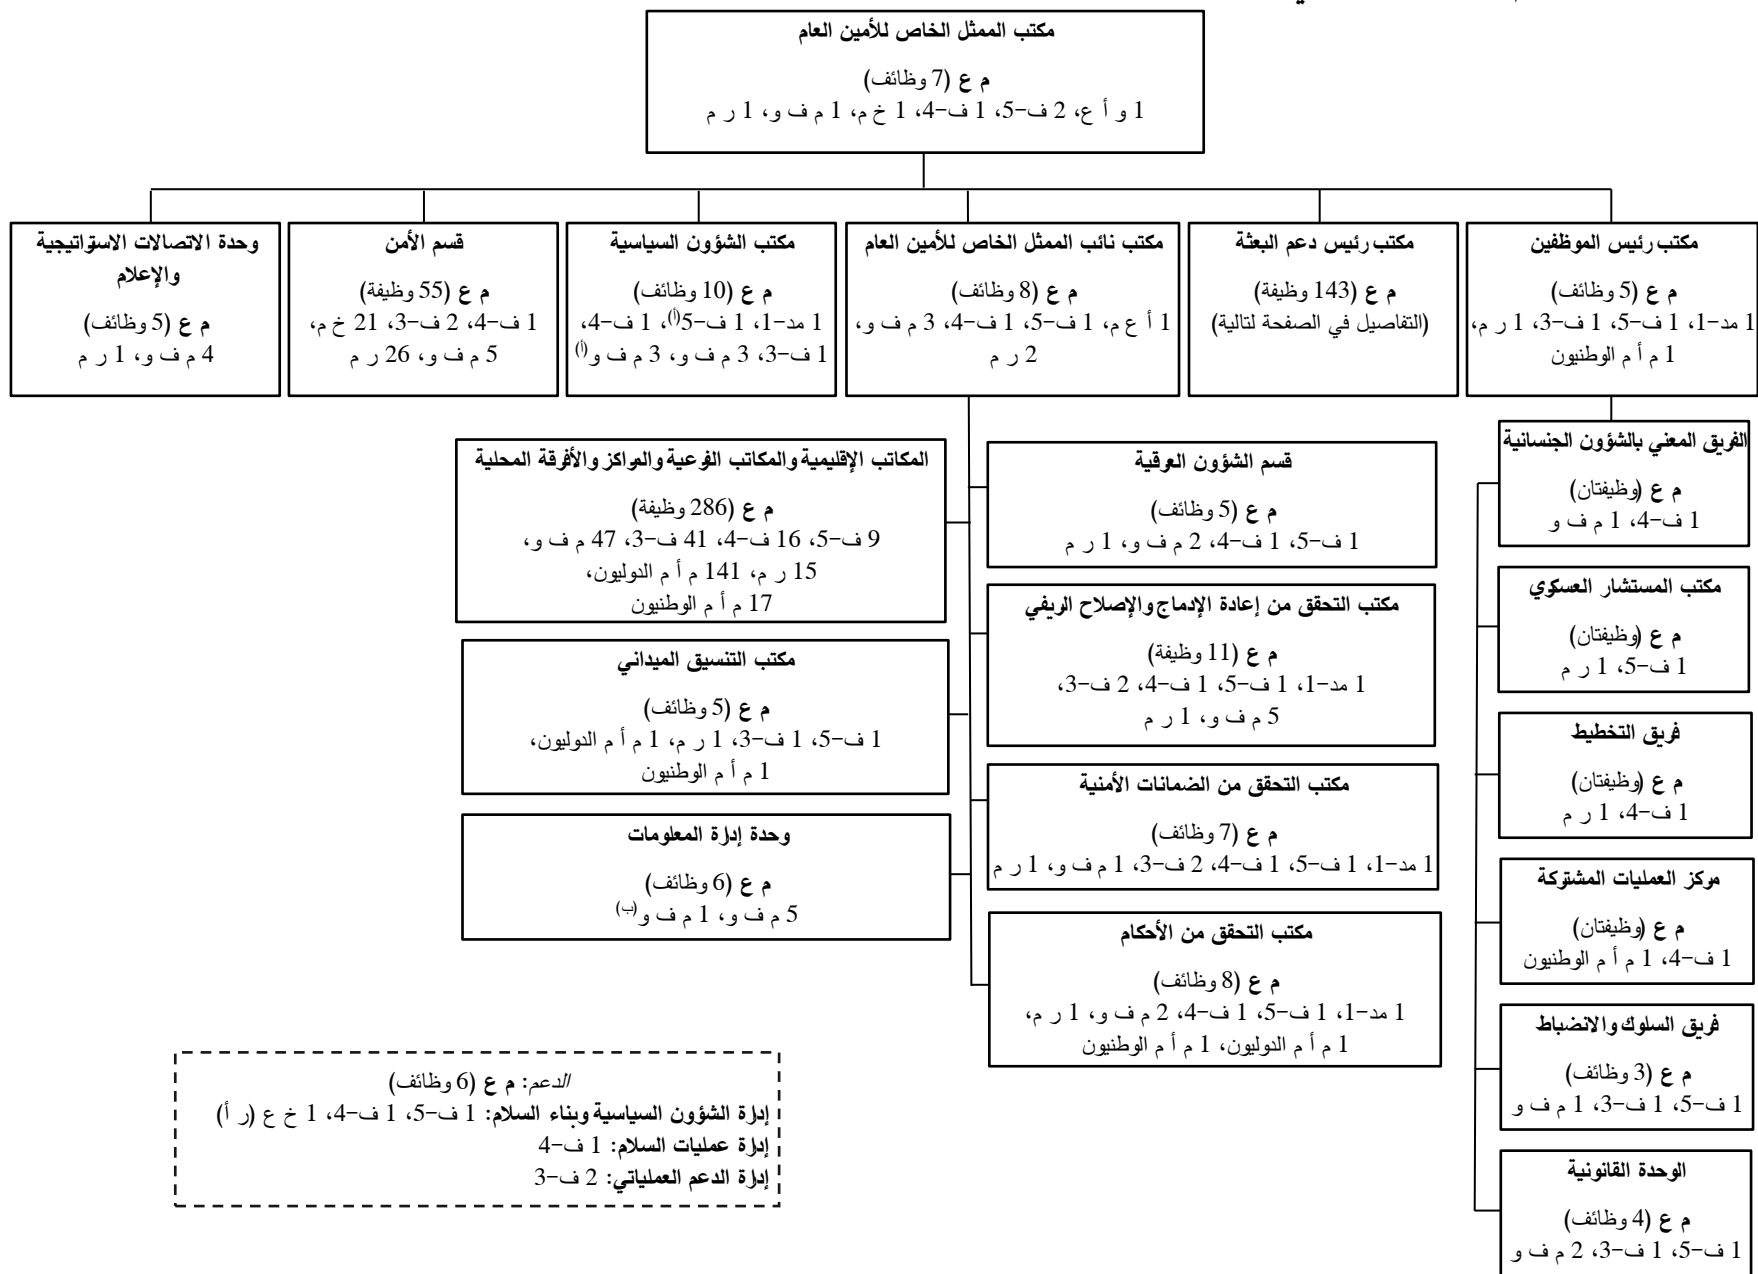 مكتب الممثل الخاص للأمين العام
م ع (7 وظائف)
1 و أ ع، 2 ف-5، 1 ف-4، 1 خ م، 1 م ف و، 1 ر م
مكتب رئيس الموظفين
م ع (5 وظائف)
1 مد-1، 1 ف-5، 1 ف-3، 1 ر م،
1 م أ م الوطنيون
مكتب رئيس دعم البعثة
م ع (143 وظيفة)
(التفاصيل في الصفحة لتالية)
مكتب نائب الممثل الخاص للأمين العام
م ع (8 وظائف)
1 أ ع م، 1 ف-5، 1 ف-4، 3 م ف و،
2 ر م
مكتب الشؤون السياسية
م ع (10 وظائف)
1 مد-1، 1 ف-5(أ)، 1 ف-4،
1 ف-3، 3 م ف و، 3 م ف و(أ)
قسم الأمن
م ع (55 وظيفة)
1 ف-4، 2 ف-3، 21 خ م،
5 م ف و، 26 ر م
وحدة الاتصالات الاستراتيجية
والإعلام
م ع (5 وظائف)
4 م ف و، 1 ر م
الفريق المعني بالشؤون الجنسانية
م ع (وظيفتان)
1 ف-4، 1 م ف و
مكتب المستشار العسكري
م ع (وظيفتان)
1 ف-5، 1 ر م
فريق التخطيط
م ع (وظيفتان)
1 ف-4، 1 ر م
مركز العمليات المشتركة
م ع (وظيفتان)
1 ف-4، 1 م أ م الوطنيون
فريق السلوك والانضباط
م ع (3 وظائف)
1 ف-5، 1 ف-3، 1 م ف و
الوحدة القانونية
م ع (4 وظائف)
1 ف-5، 1 ف-3، 2 م ف و
قسم الشؤون العرقية
م ع (5 وظائف)
1 ف-5، 1 ف-4، 2 م ف و، 1 ر م
مكتب التحقق من إعادة الإدماج والإصلاح الريفي
م ع (11 وظيفة)
1 مد-1، 1 ف-5، 1 ف-4، 2 ف-3،
5 م ف و، 1 ر م
مكتب التحقق من الضمانات الأمنية
م ع (7 وظائف)
1 مد-1، 1 ف-5، 1 ف-4، 2 ف-3، 1 م ف و، 1 ر م
مكتب التحقق من الأحكام
م ع (8 وظائف)
1 مد-1، 1 ف-5، 1 ف-4، 2 م ف و، 1 ر م،
1 م أ م الدوليون، 1 م أ م الوطنيون
المكاتب الإقليمية والمكاتب الفرعية والمراكز والأفرقة المحلية
م ع (286 وظيفة)
9 ف-5، 16 ف-4، 41 ف-3، 47 م ف و،
15 ر م، 141 م أ م الدوليون،
17 م أ م الوطنيون
مكتب التنسيق الميداني
م ع (5 وظائف)
1 ف-5، 1 ف-3، 1 ر م، 1 م أ م الدوليون،
1 م أ م الوطنيون
وحدة إدارة المعلومات
م ع (6 وظائف)
5 م ف و، 1 م ف و(ب)
الدعم: م ع (6 وظائف)
إدارة الشؤون السياسية وبناء السلام: 1 ف-5، 1 ف-4، 1 خ ع (ر أ)
إدارة عمليات السلام: 1 ف-4
إدارة الدعم العملياتي: 2 ف-3